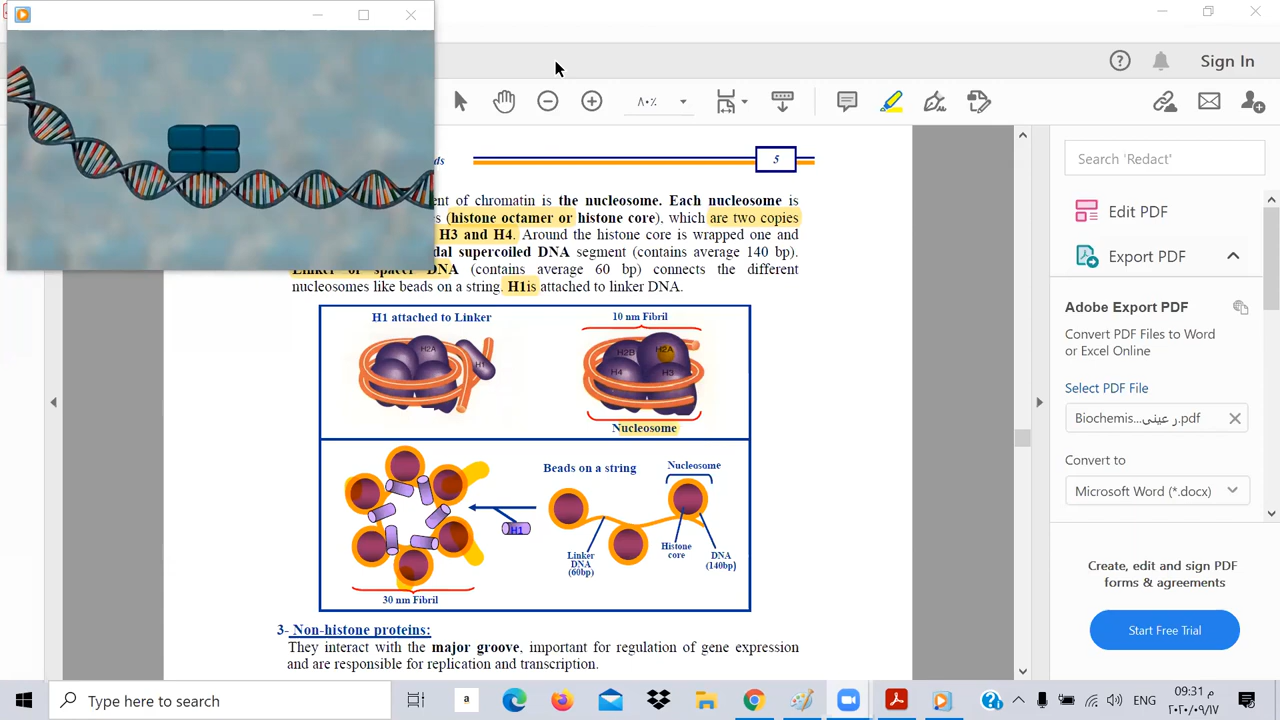 Sign In
٨٠٪
ds
5
ent of chromatin is the nucleosome. Each nucleosome is
s (histone octamer or histone core), which are two copies
H3 and H4. Around the histone core is wrapped one and
dal supercoiled DNA segment (contains average 140 bp).
Linker or spacer DNA (contains average 60 bp) connects the different
nucleosomes like beads on a string. H1is attached to linker DNA.
H1 attached to Linker
10 nm Fibril
H2A
H1
H2B
H2A
H4
H3
Nucleosome
Beads on a string
Nucleosome
H1
Linker
DNA
(60bp)
Histone
core
DNA
(140bp)
30 nm Fibril
3- Non-histone proteins:
They interact with the major groove, important for regulation of gene expression
and are responsible for replication and transcription.
Search 'Redact'
Edit PDF
Export PDF
Adobe Export PDF
Convert PDF Files to Word
or Excel Online
Select PDF File
Biochemis...ر عيني.pdf
Convert to
Microsoft Word (*.docx)
Create, edit and sign PDF
forms & agreements
Start Free Trial
Type here to search
a
ENG
09:31 م
٢٠٢٠/٠٩/١٧